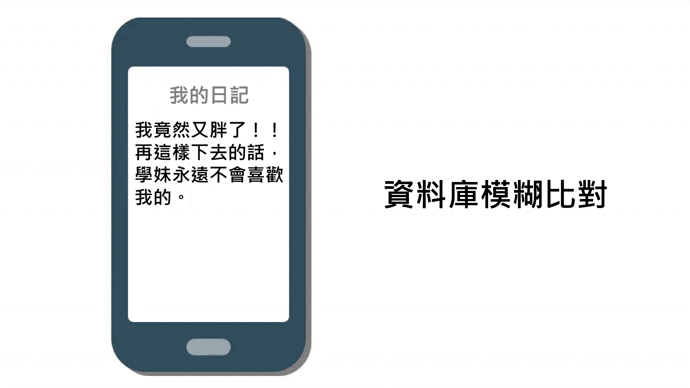 我的日記
我竟然又胖了！！
再這樣下去的話，
學妹永遠不會喜歡
我的。
資料庫模糊比對